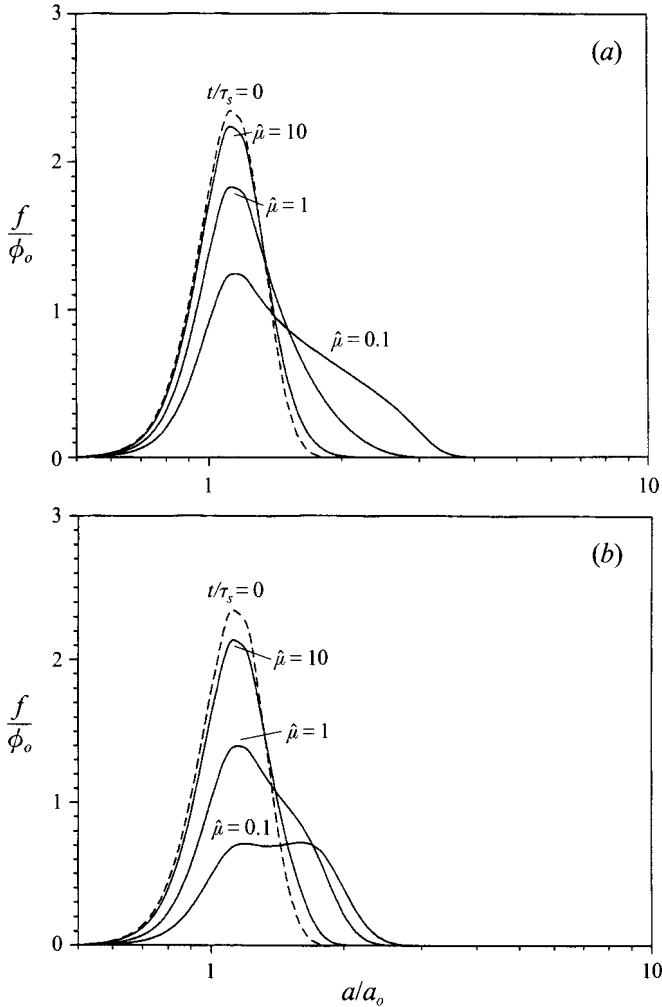 3
(a)
t/τₛ = 0
μ̂ = 10
2
μ̂ = 1
f/ϕₒ
1
μ̂ = 0.1
0
1
10
3
(b)
t/τₛ = 0
μ̂ = 10
2
f/ϕₒ
μ̂ = 1
1
μ̂ = 0.1
0
1
a/aₒ
10